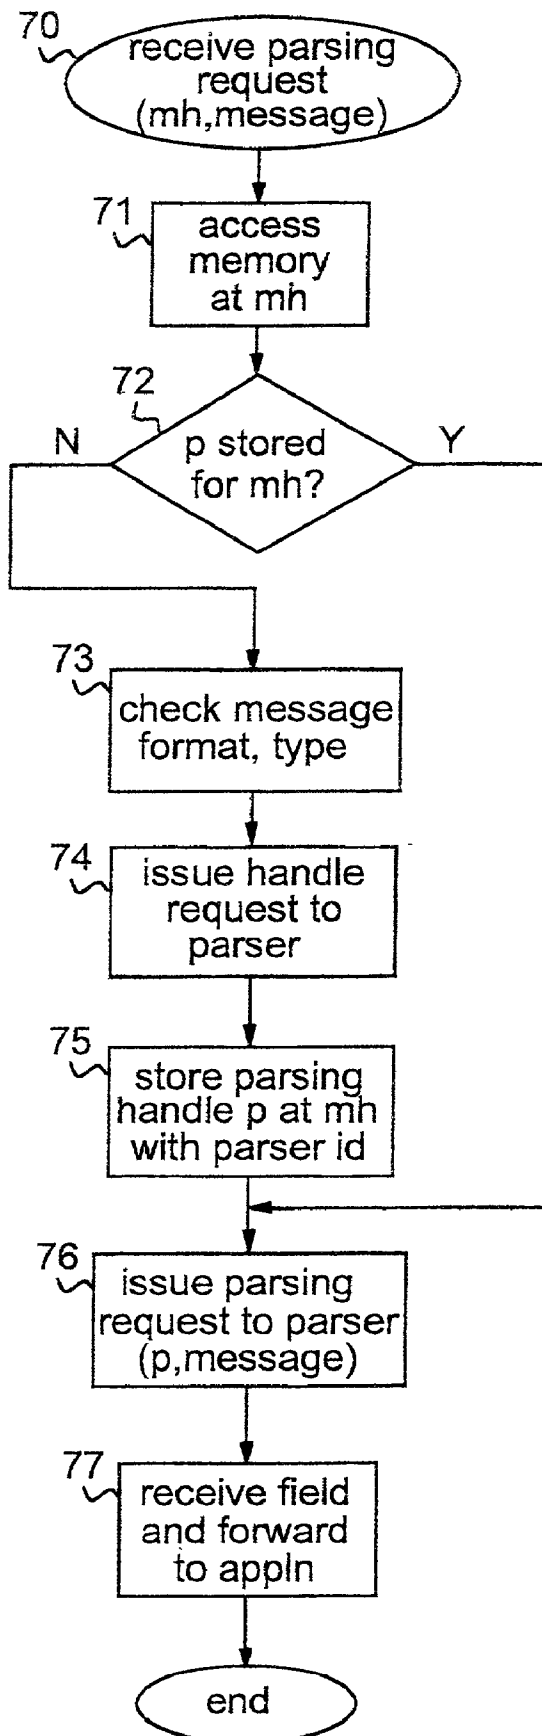 70
receive parsing
request
(mh,message)
71
access
memory
at mh
72
N
p stored
for mh?
Y
73
check message
format, type
74
issue handle
request to
parser
75
store parsing
handle p at mh
with parser id
76
issue parsing
request to parser
(p,message)
77
receive field
and forward
to appln
end